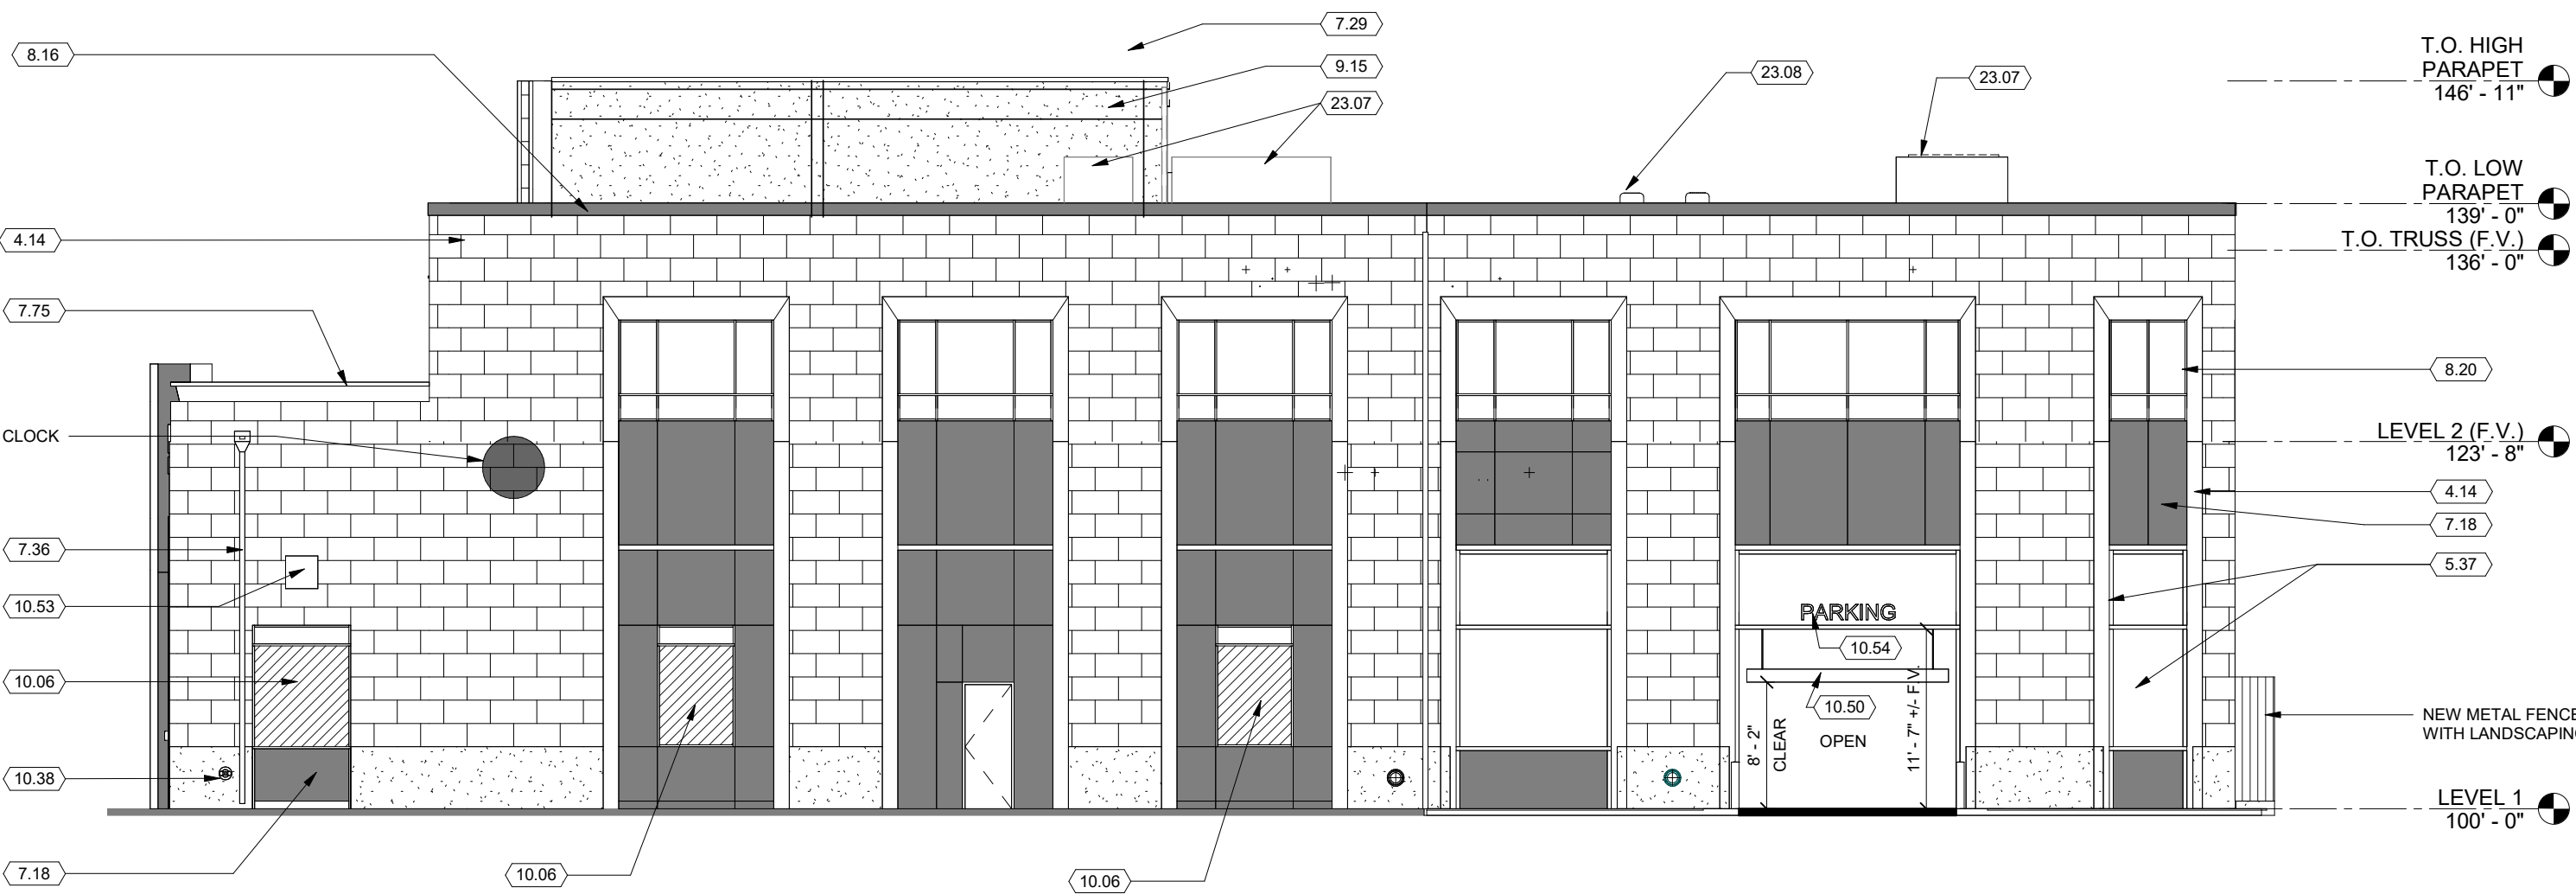 7.29
8.16
9.15
23.07
23.08
23.07
T.O. HIGH
PARAPET
146' - 11"
T.O. LOW
PARAPET
139' - 0"
4.14
T.O. TRUSS (F.V.)
136' - 0"
7.75
8.20
CLOCK
LEVEL 2 (F.V.)
123' - 8"
4.14
7.18
7.36
5.37
10.53
PARKING
10.54
10.06
10.50
OPEN
8' - 2"
CLEAR
11' - 7" +/- F.V.
NEW METAL FENCE
WITH LANDSCAPING
10.38
LEVEL 1
100' - 0"
7.18
10.06
10.06